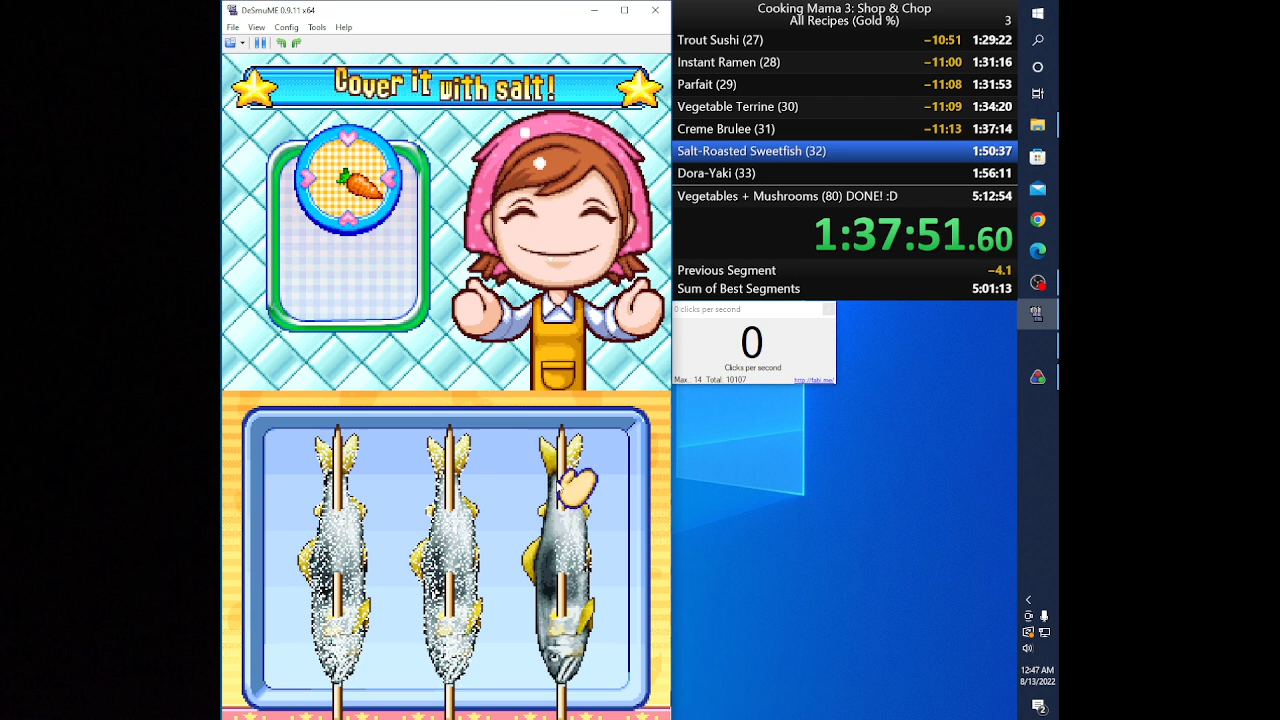 DeSmuME 0.9.11 x64
File View Config Tools Help
Cover it with salt!
Cooking Mama 3: Shop & Chop
All Recipes (Gold %) 3
Trout Sushi (27) −10:51 1:29:22
Instant Ramen (28) −11:00 1:31:16
Parfait (29) −11:08 1:31:53
Vegetable Terrine (30) −11:09 1:34:20
Creme Brulee (31) −11:13 1:37:14
Salt-Roasted Sweetfish (32) 1:50:37
Dora-Yaki (33) 1:56:11
Vegetables + Mushrooms (80) DONE! :D 5:12:54
1:37:51.60
Previous Segment −4.1
Sum of Best Segments 5:01:13
0 clicks per second
0
Clicks per second
Max.: 14 Total: 10107 http://fabi.me/
12:47 AM
8/13/2022
2